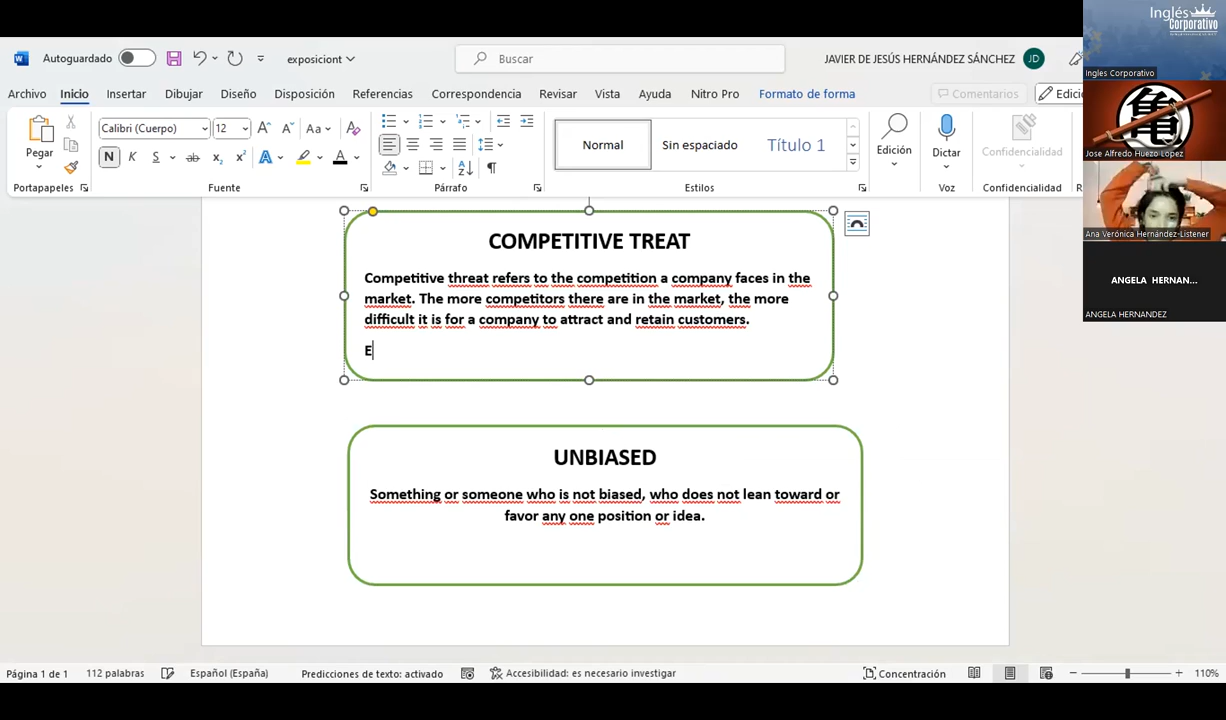 Autoguardado
exposiciont
Buscar
JAVIER DE JESÚS HERNÁNDEZ SÁNCHEZ
JD
Archivo Inicio Insertar Dibujar Diseño Disposición Referencias Correspondencia Revisar Vista Ayuda Nitro Pro Formato de forma
Comentarios
Edició
Pegar
Calibri (Cuerpo) 12
Normal
Sin espaciado
Título 1
Edición
Dictar
Confidencialidad
Portapapeles
Fuente
Párrafo
Estilos
Voz
Confidencialidad
COMPETITIVE TREAT
Competitive threat refers to the competition a company faces in the
market. The more competitors there are in the market, the more
difficult it is for a company to attract and retain customers.
E
UNBIASED
Something or someone who is not biased, who does not lean toward or
favor any one position or idea.
Página 1 de 1
112 palabras
Español (España)
Predicciones de texto: activado
Accesibilidad: es necesario investigar
Concentración
110%
Inglés
Corporativo
Ingles Corporativo
亀
Jose Alfredo Huezo Lopez
Ana Verónica Hernández-Listener
ANGELA HERNAN...
ANGELA HERNANDEZ